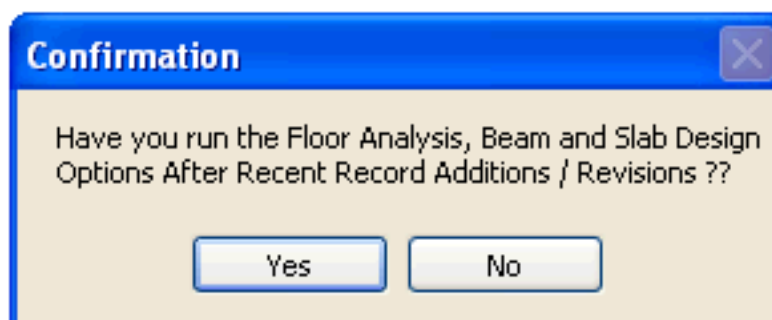 Confirmation
Have you run the Floor Analysis, Beam and Slab Design
Options After Recent Record Additions / Revisions ??
Yes No